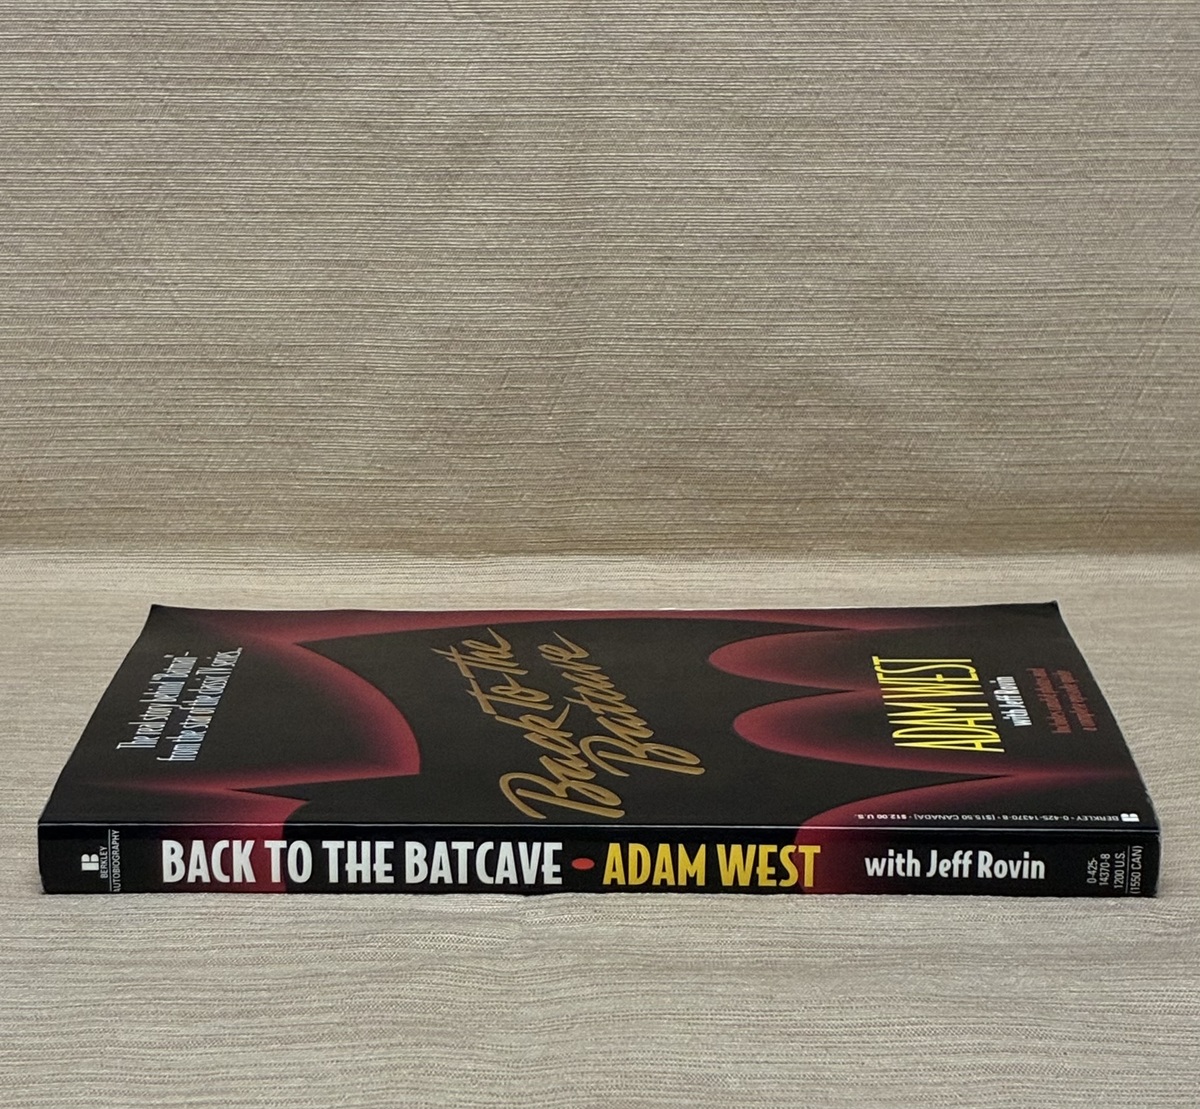 The real story behind "Batman" -
from the star of the classic TV series...
Back to the
Batcave
ADAM WEST
with Jeff Rovin
BERKLEY • 0-425-14370-8 • [$15.50 CANADA] • $12.00 U.S.
B
BERKLEY
AUTOBIOGRAPHY
BACK TO THE BATCAVE • ADAM WEST with Jeff Rovin
0-425-
14370-8
1200 U.S.
(1550 CAN)